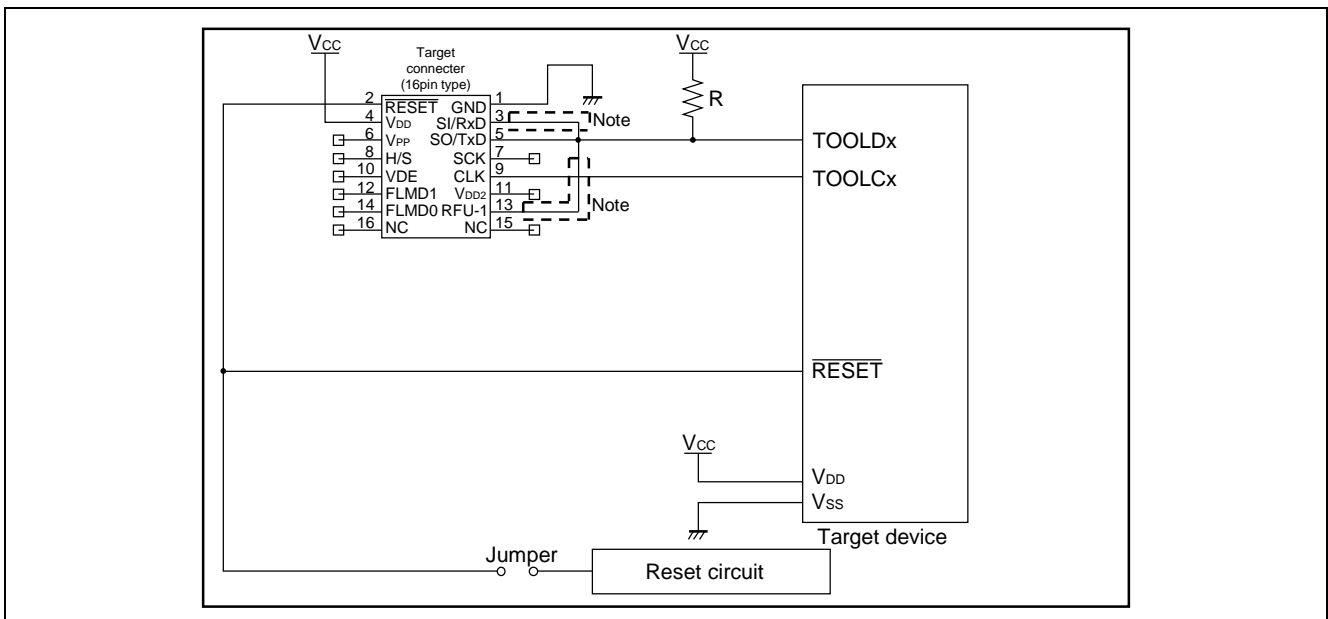 VCC
Target
connecter
(16pin type)
VCC
R
2 RESET GND 1
4 VDD SI/RxD 3 Note
6 VPP SO/TxD 5
8 H/S SCK 7
10 VDE CLK 9
12 FLMD1 VDD2 11
14 FLMD0 RFU-1 13 Note
16 NC NC 15
TOOLDx
TOOLCx
RESET
VCC
VDD
VSS
Target device
Jumper
Reset circuit